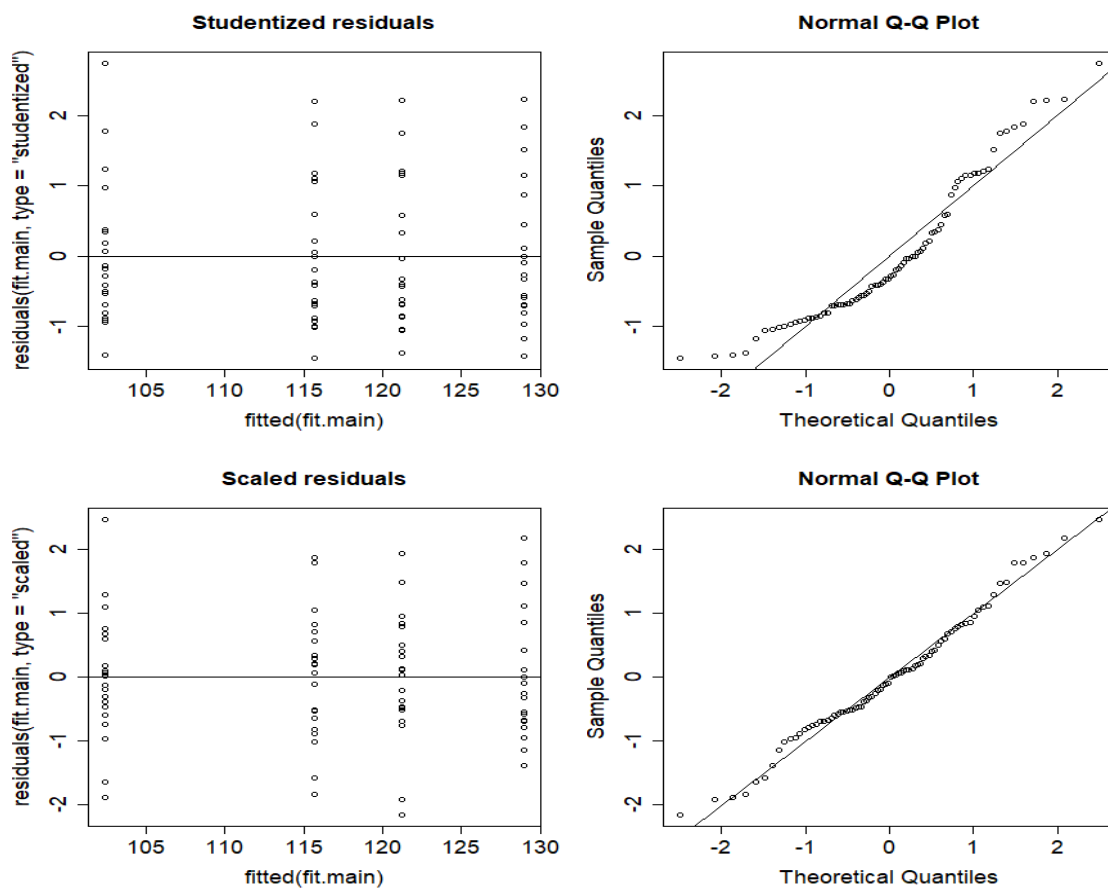 Studentized residuals
residuals(fit.main, type = "studentized")
2
1
0
-1
105 110 115 120 125 130
fitted(fit.main)
Normal Q-Q Plot
Sample Quantiles
2
1
0
-1
-2 -1 0 1 2
Theoretical Quantiles
Scaled residuals
residuals(fit.main, type = "scaled")
2
1
0
-1
-2
105 110 115 120 125 130
fitted(fit.main)
Normal Q-Q Plot
Sample Quantiles
2
1
0
-1
-2
-2 -1 0 1 2
Theoretical Quantiles